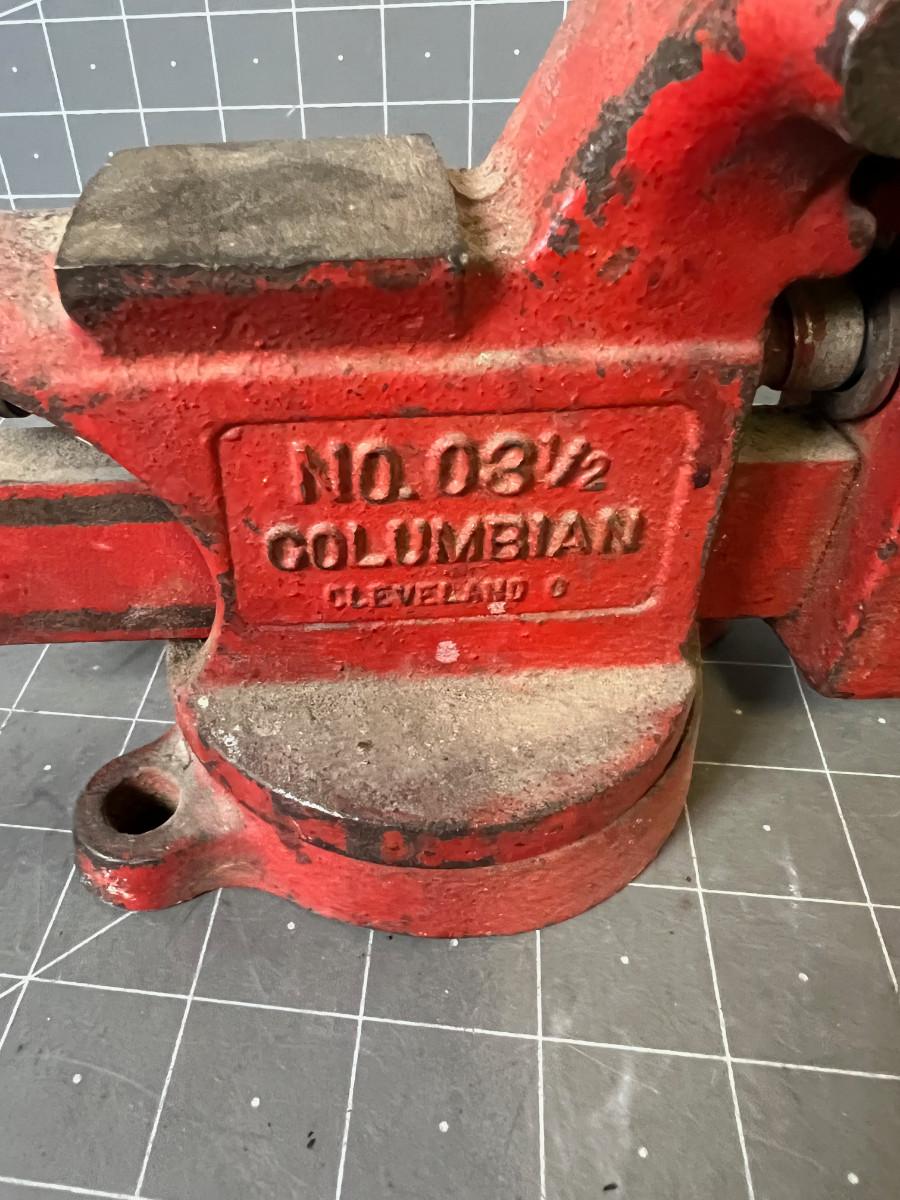 NO. 03½
COLUMBIAN
CLEVELAND O